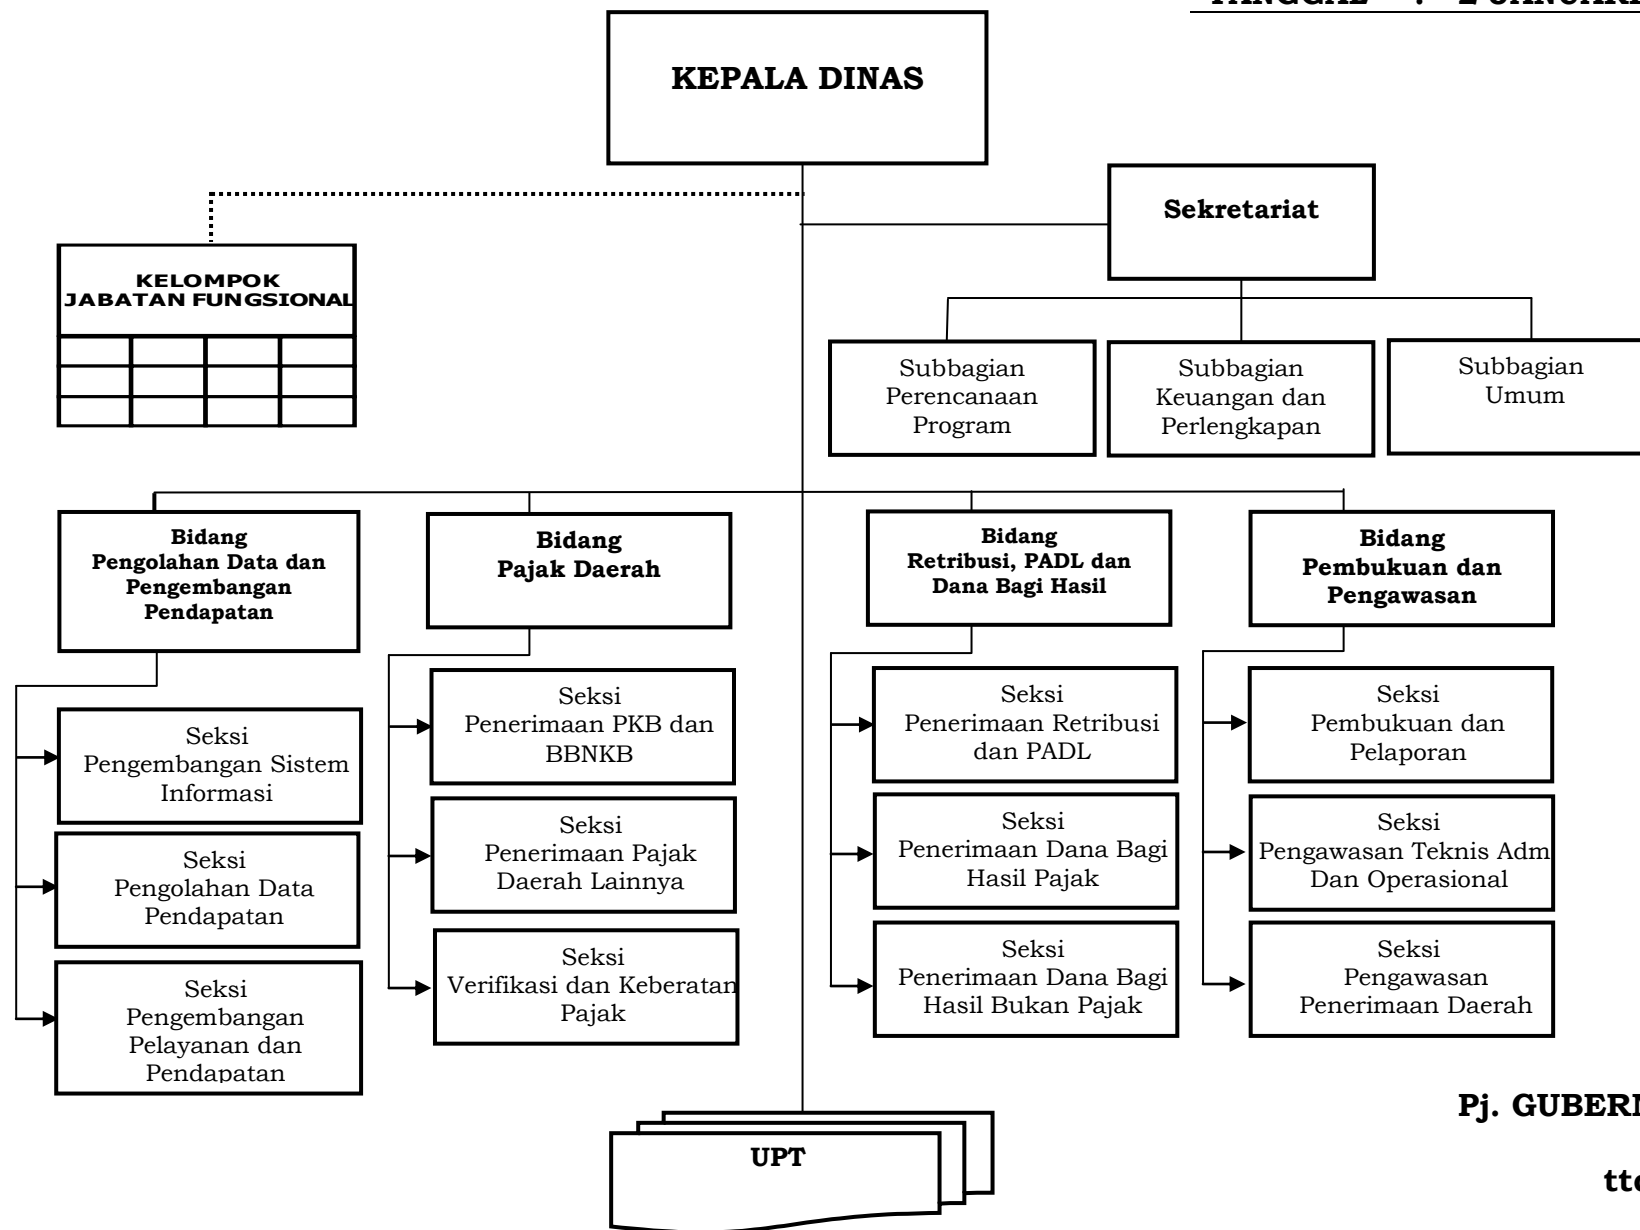 TANGGAL : 2 JANUARI
KEPALA DINAS
Sekretariat
KELOMPOK
JABATAN FUNGSIONAL
Subbagian
Perencanaan
Program
Subbagian
Keuangan dan
Perlengkapan
Subbagian
Umum
Bidang
Pengolahan Data dan
Pengembangan
Pendapatan
Bidang
Pajak Daerah
Bidang
Retribusi, PADL dan
Dana Bagi Hasil
Bidang
Pembukuan dan
Pengawasan
Seksi
Pengembangan Sistem
Informasi
Seksi
Pengolahan Data
Pendapatan
Seksi
Pengembangan
Pelayanan dan
Pendapatan
Seksi
Penerimaan PKB dan
BBNKB
Seksi
Penerimaan Pajak
Daerah Lainnya
Seksi
Verifikasi dan Keberatan
Pajak
Seksi
Penerimaan Retribusi
dan PADL
Seksi
Penerimaan Dana Bagi
Hasil Pajak
Seksi
Penerimaan Dana Bagi
Hasil Bukan Pajak
Seksi
Pembukuan dan
Pelaporan
Seksi
Pengawasan Teknis Adm
Dan Operasional
Seksi
Pengawasan
Penerimaan Daerah
UPT
Pj.